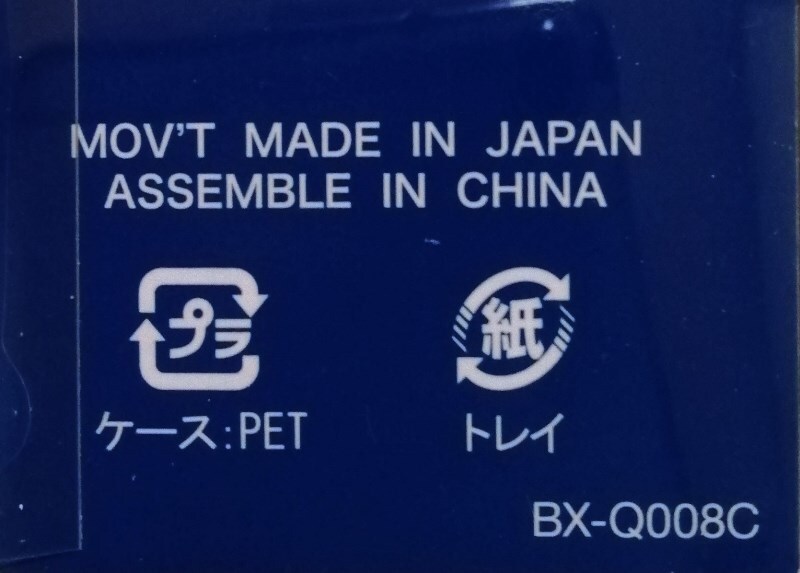 MOV'T MADE IN JAPAN
ASSEMBLE IN CHINA
プラ 紙
ケース:PET トレイ
BX-Q008C